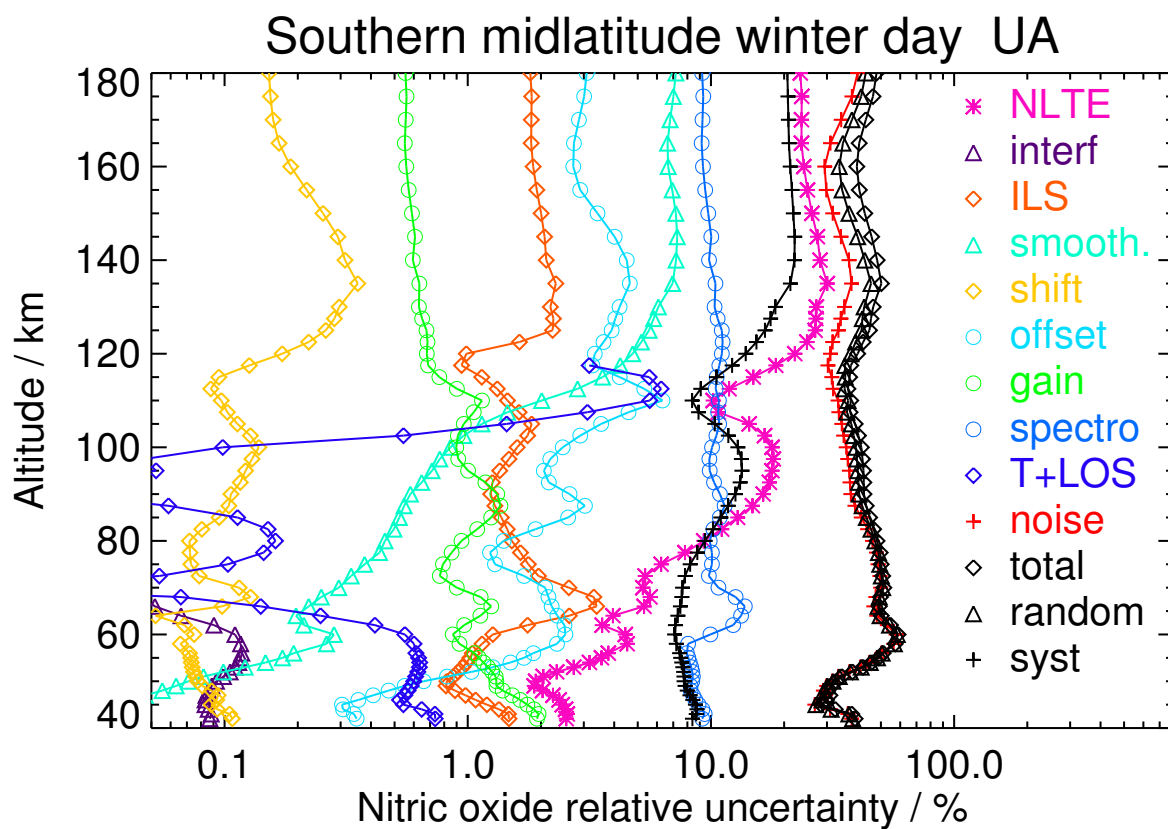 Southern midlatitude winter day UA
180
160
140
120
100
80
60
40
Altitude / km
NLTE
interf
ILS
smooth.
shift
offset
gain
spectro
T+LOS
noise
total
random
syst
0.1 1.0 10.0 100.0
Nitric oxide relative uncertainty / %